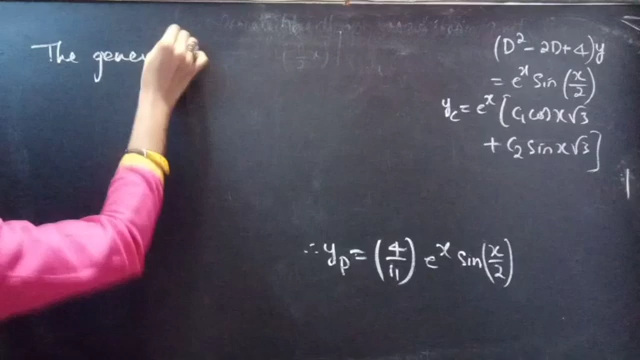 The gener
(D² - 2D + 4)y
= eˣ sin(x/2)
y_c = eˣ [c₁ cos x√3
+ c₂ sin x√3]
∴ y_p = (4/11) eˣ sin(x/2)